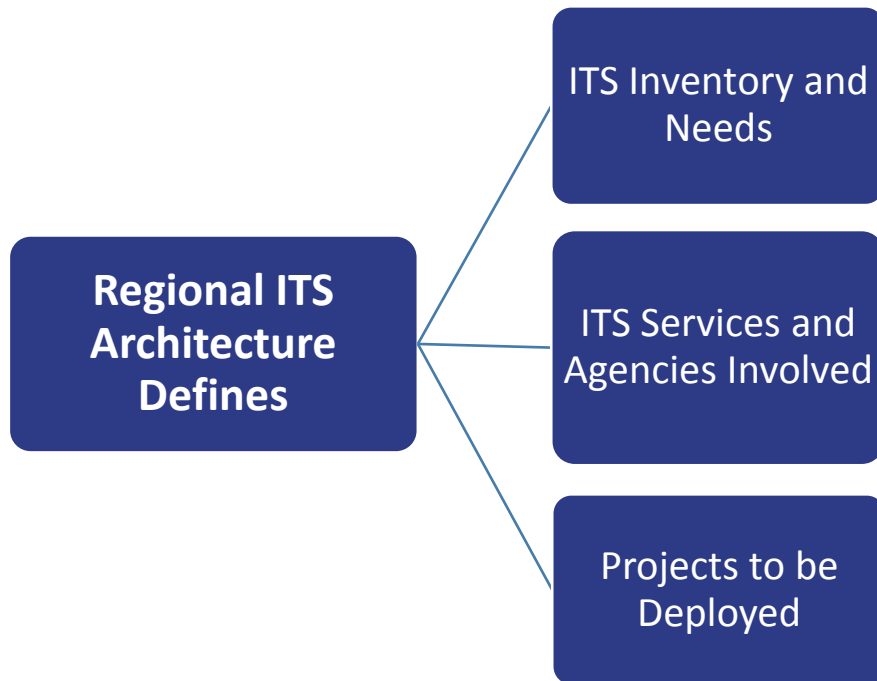 Regional ITS
Architecture
Defines
ITS Inventory and
Needs
ITS Services and
Agencies Involved
Projects to be
Deployed